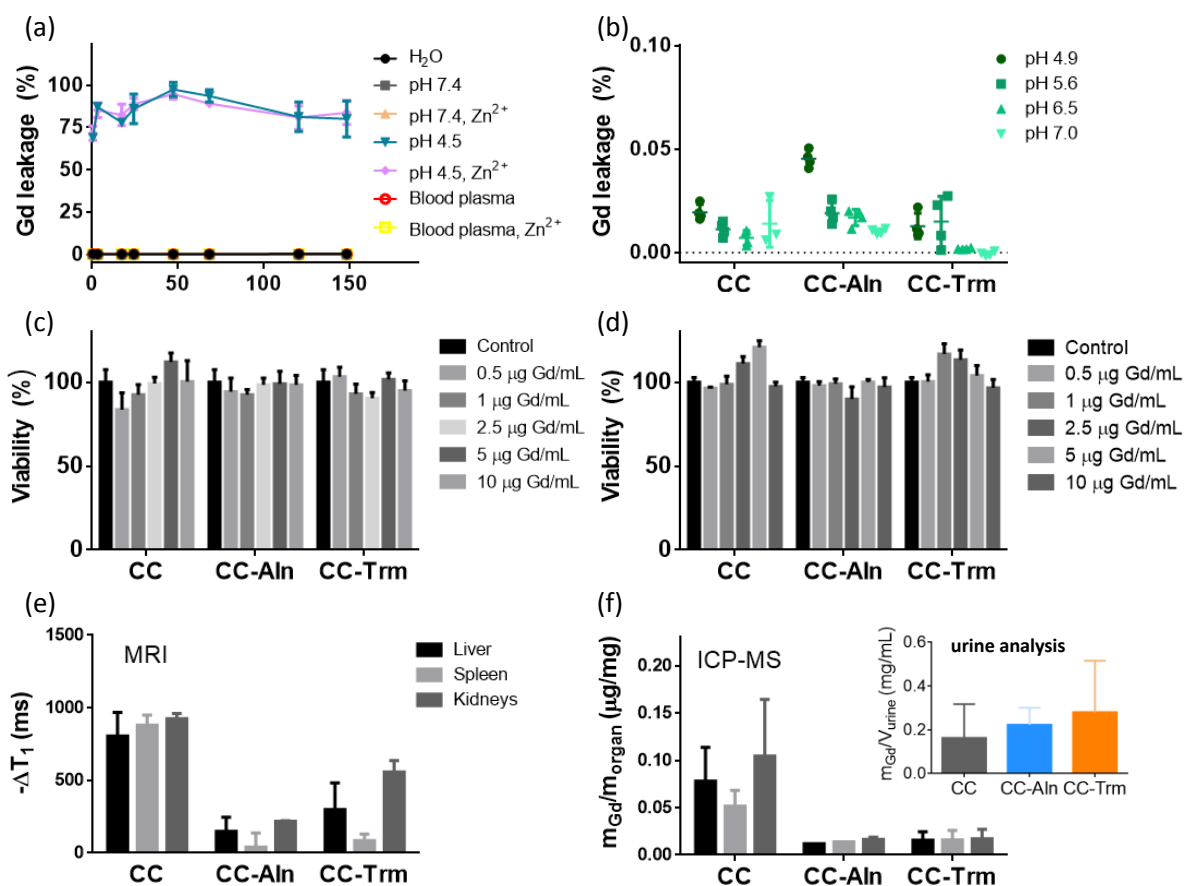 (a)
Gd leakage (%)
100
75
50
25
0
0
50
100
150
H₂O
pH 7.4
pH 7.4, Zn²⁺
pH 4.5
pH 4.5, Zn²⁺
Blood plasma
Blood plasma, Zn²⁺
(b)
Gd leakage (%)
0.10
0.05
0.00
CC
CC-Aln
CC-Trm
pH 4.9
pH 5.6
pH 6.5
pH 7.0
(c)
Viability (%)
100
50
0
CC
CC-Aln
CC-Trm
Control
0.5 μg Gd/mL
1 μg Gd/mL
2.5 μg Gd/mL
5 μg Gd/mL
10 μg Gd/mL
(d)
Viability (%)
100
50
0
CC
CC-Aln
CC-Trm
Control
0.5 μg Gd/mL
1 μg Gd/mL
2.5 μg Gd/mL
5 μg Gd/mL
10 μg Gd/mL
(e)
-ΔT₁ (ms)
1500
1000
500
0
MRI
CC
CC-Aln
CC-Trm
Liver
Spleen
Kidneys
(f)
m_Gd/m_organ (μg/mg)
0.20
0.15
0.10
0.05
0.00
ICP-MS
CC
CC-Aln
CC-Trm
urine analysis
m_Gd/V_urine (mg/mL)
0.6
0.4
0.2
0.0
CC
CC-Aln
CC-Trm